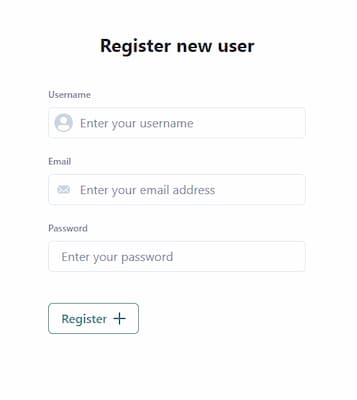 Register new user
Username
Enter your username
Email
Enter your email address
Password
Enter your password
Register